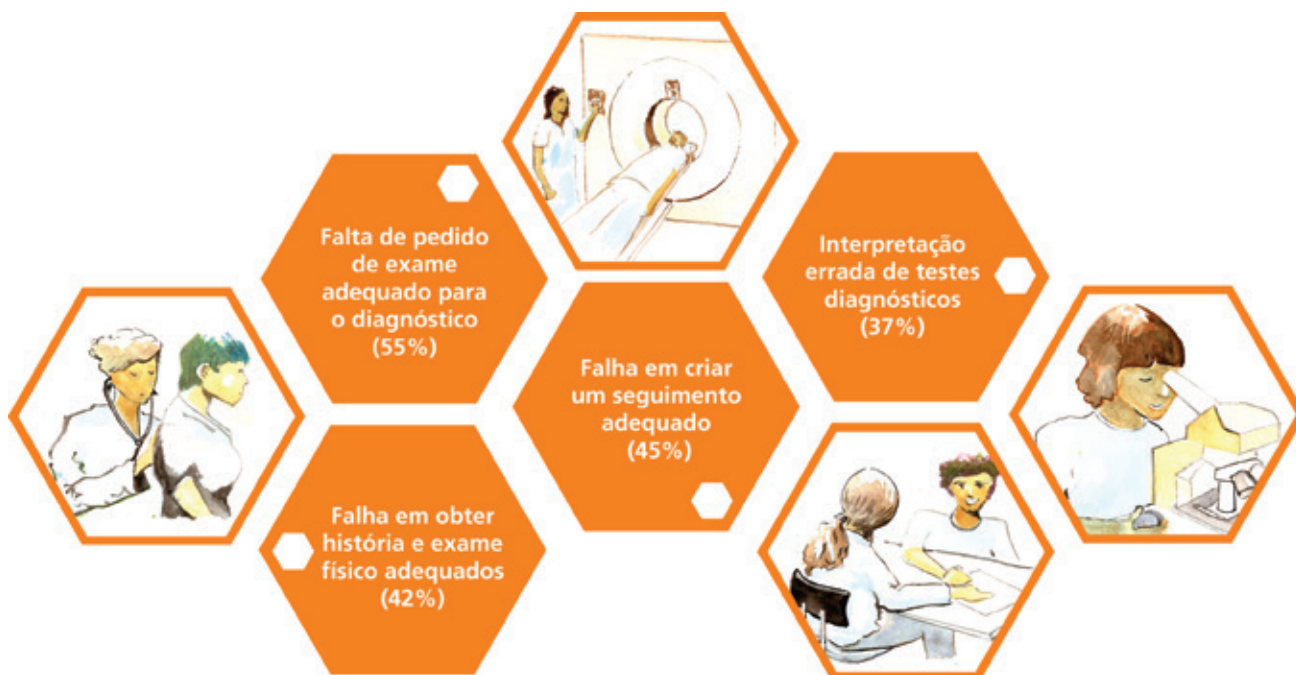 Falta de pedido
de exame
adequado para
o diagnóstico
(55%)
Interpretação
errada de testes
diagnósticos
(37%)
Falha em criar
um seguimento
adequado
(45%)
Falha em obter
história e exame
físico adequados
(42%)